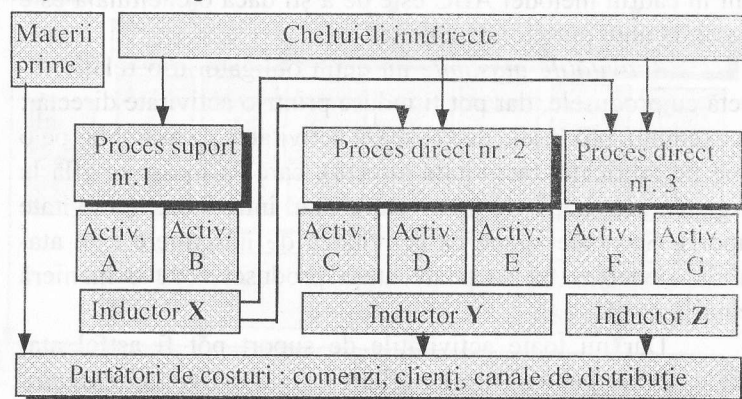 Materii
prime
Cheltuieli inndirecte
Proces suport
nr. 1
Proces direct nr. 2
Proces direct
nr. 3
Activ.
A
Activ.
B
Activ.
C
Activ.
D
Activ.
E
Activ.
F
Activ.
G
Inductor X
Inductor Y
Inductor Z
Purtători de costuri : comenzi, clienți, canale de distribuție